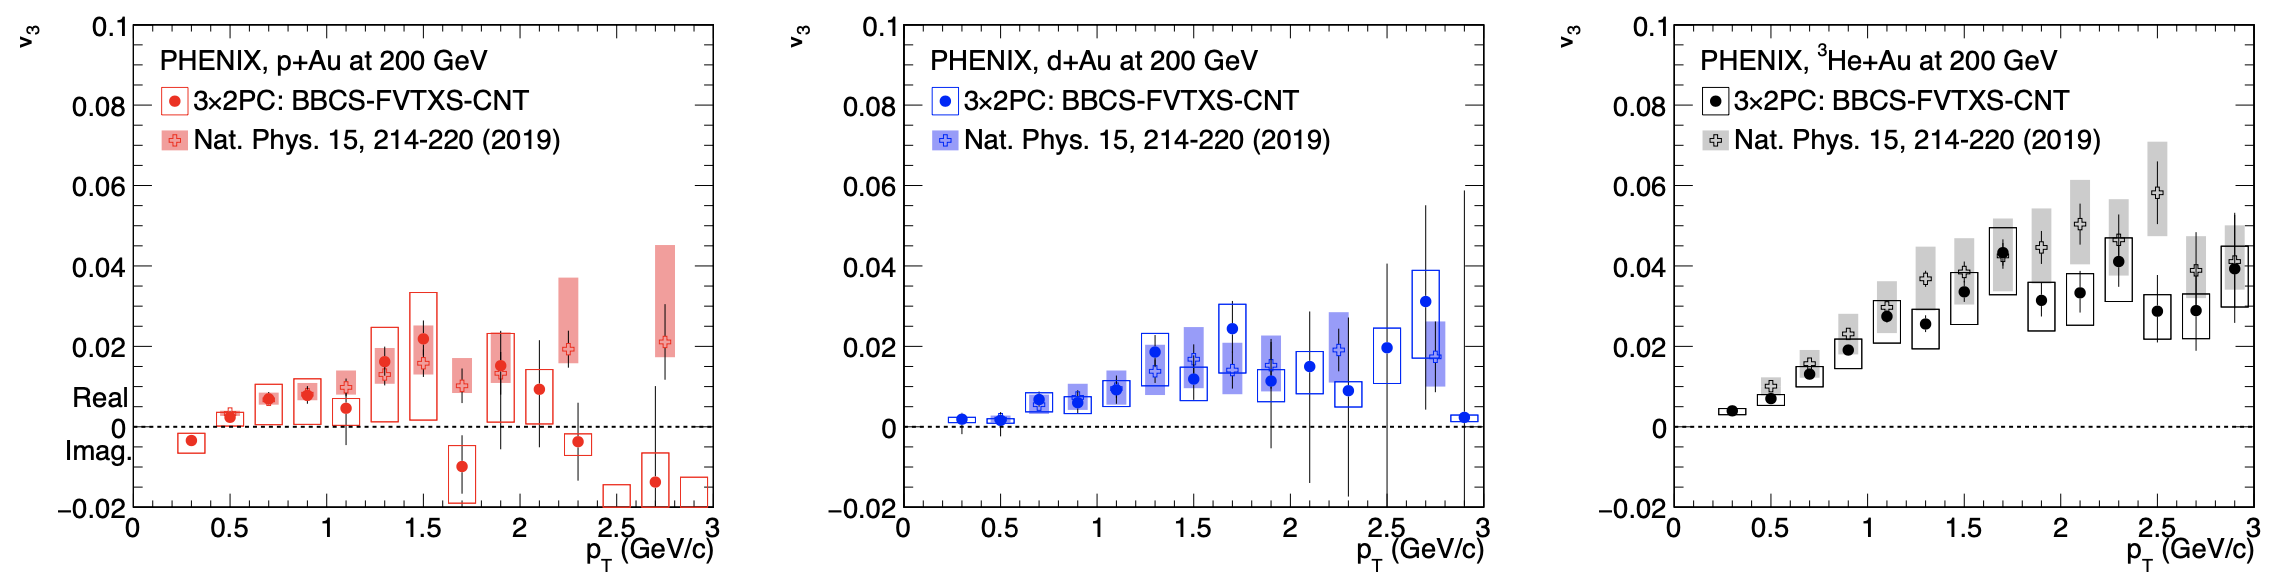 v3
0.1
0.08
0.06
0.04
0.02
Real
0
Imag.
−0.02
PHENIX, p+Au at 200 GeV
3×2PC: BBCS-FVTXS-CNT
Nat. Phys. 15, 214-220 (2019)
0 0.5 1 1.5 2 2.5 3
pT (GeV/c)
v3
0.1
0.08
0.06
0.04
0.02
0
−0.02
PHENIX, d+Au at 200 GeV
3×2PC: BBCS-FVTXS-CNT
Nat. Phys. 15, 214-220 (2019)
0 0.5 1 1.5 2 2.5 3
pT (GeV/c)
v3
0.1
0.08
0.06
0.04
0.02
0
−0.02
PHENIX, ³He+Au at 200 GeV
3×2PC: BBCS-FVTXS-CNT
Nat. Phys. 15, 214-220 (2019)
0 0.5 1 1.5 2 2.5 3
pT (GeV/c)